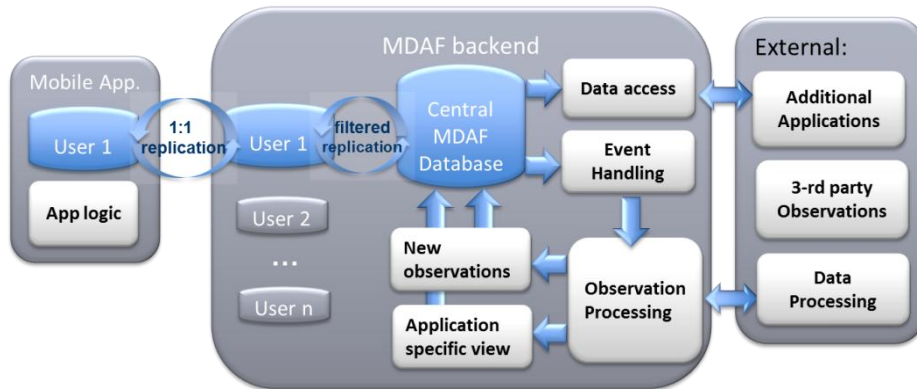 Mobile App.
User 1
App logic
1:1
replication
MDAF backend
User 1
filtered
replication
User 2
...
User n
Central
MDAF
Database
Data access
Event
Handling
New
observations
Application
specific view
Observation
Processing
External:
Additional
Applications
3-rd party
Observations
Data
Processing